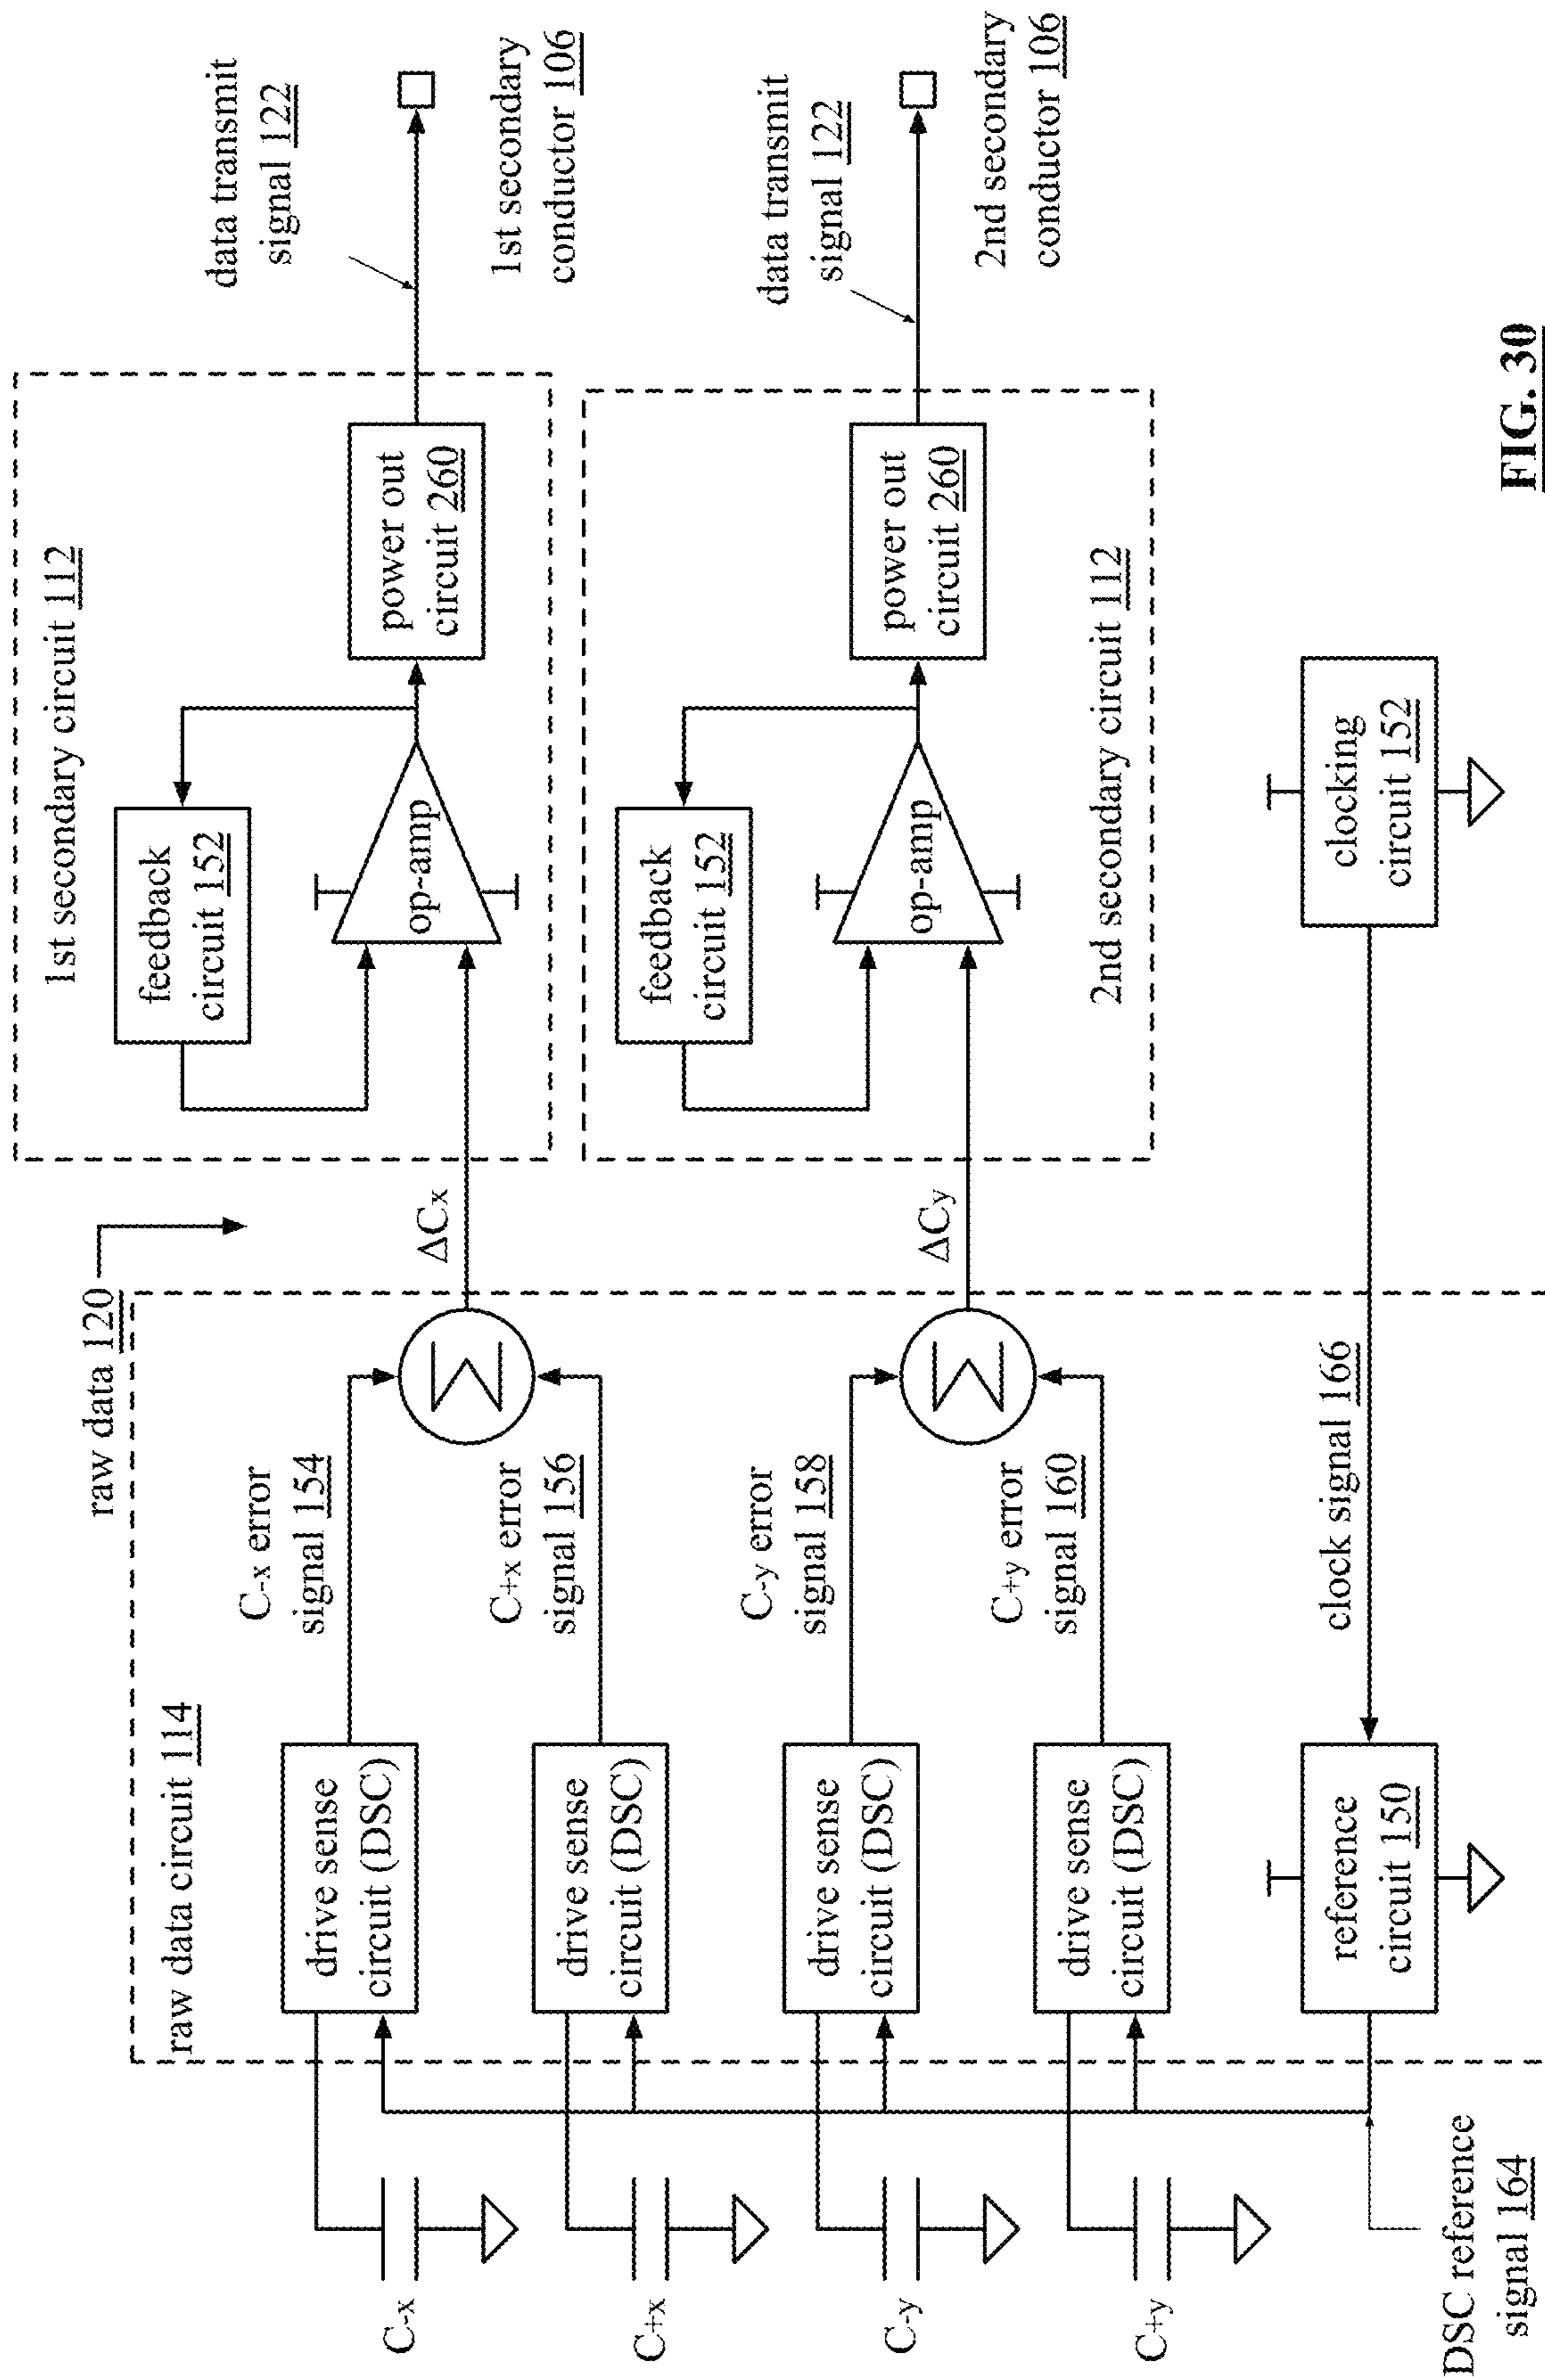 raw data circuit 114
raw data 120
1st secondary circuit 112
C-x
drive sense
circuit (DSC)
C-x error
signal 154
ΔCx
feedback
circuit 152
op-amp
power out
circuit 260
data transmit
signal 122
1st secondary
conductor 106
C+x
drive sense
circuit (DSC)
C+x error
signal 156
Σ
C-y
drive sense
circuit (DSC)
C-y error
signal 158
ΔCy
feedback
circuit 152
op-amp
power out
circuit 260
data transmit
signal 122
2nd secondary
conductor 106
C+y
drive sense
circuit (DSC)
C+y error
signal 160
Σ
2nd secondary circuit 112
DSC reference
signal 164
reference
circuit 150
clock signal 166
clocking
circuit 152
FIG. 30